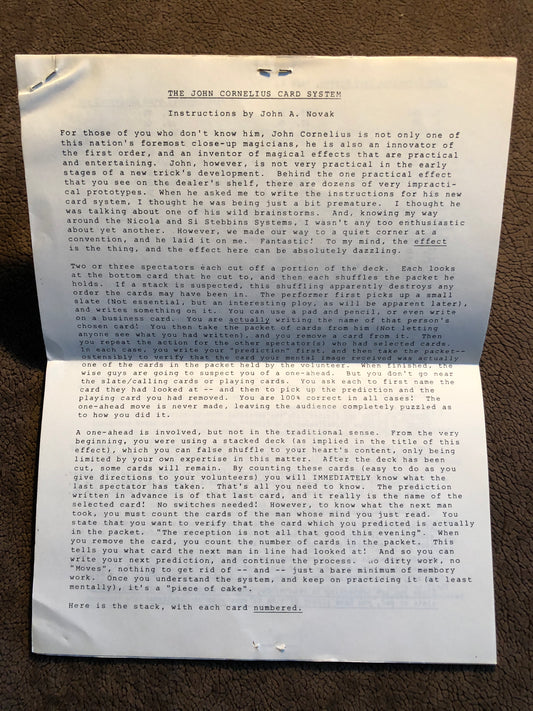 THE JOHN CORNELIUS CARD SYSTEM
Instructions by John A. Novak
For those of you who don't know him, John Cornelius is not only one of
this nation's foremost close-up magicians, he is also an innovator of
the first order, and an inventor of magical effects that are practical
and entertaining. John, however, is not very practical in the early
stages of a new trick's development. Behind the one practical effect
that you see on the dealer's shelf, there are dozens of very impracti-
cal prototypes. When he asked me to write the instructions for his new
card system, I thought he was being just a bit premature. I thought he
was talking about one of his wild brainstorms. And, knowing my way
around the Nicola and Si Stebbins Systems, I wasn't any too enthusiastic
about yet another. However, we made our way to a quiet corner at a
convention, and he laid it on me. Fantastic! To my mind, the effect
is the thing, and the effect here can be absolutely dazzling.
Two or three spectators each cut off a portion of the deck. Each looks
at the bottom card that he cut to, and then each shuffles the packet he
holds. If a stack is suspected, this shuffling apparently destroys any
order the cards may have been in. The performer first picks up a small
slate (Not essential, but an interesting ploy, as will be apparent later),
and writes something on it. You can use a pad and pencil, or even write
on a business card. You are actually writing the name of that person's
chosen card! You then take the packet of cards from him (Not letting
anyone see what you had written), and you remove a card from it. Then
you repeat the action for the other spectator(s) who had selected cards.
In each case, you write your "prediction" first, and then take the packet--
ostensibly to verify that the card your mental image received was actually
one of the cards in the packet held by the volunteer. When finished, the
wise guys are going to suspect you of a one-ahead. But you don't go near
the slate/calling cards or playing cards. You ask each to first name the
card they had looked at -- and then to pick up the prediction and the
playing card you had removed. You are 100% correct in all cases! The
one-ahead move is never made, leaving the audience completely puzzled as
to how you did it.
A one-ahead is involved, but not in the traditional sense. From the very
beginning, you were using a stacked deck (as implied in the title of this
effect), which you can false shuffle to your heart's content, only being
limited by your own expertise in this matter. After the deck has been
cut, some cards will remain. By counting these cards (easy to do as you
give directions to your volunteers) you will IMMEDIATELY know what the
last spectator has taken. That's all you need to know. The prediction
written in advance is of that last card, and it really is the name of the
selected card! No switches needed! However, to know what the next man
took, you must count the cards of the man whose mind you just read. You
state that you want to verify that the card which you predicted is actually
in the packet. "The reception is not all that good this evening". When
you remove the card, you count the number of cards in the packet. This
tells you what card the next man in line had looked at! And so you can
write your next prediction, and continue the process. No dirty work, no
"Moves", nothing to get rid of -- and -- just a bare minimum of membory
work. Once you understand the system, and keep on practicing it (at least
mentally), it's a "piece of cake".
Here is the stack, with each card numbered.